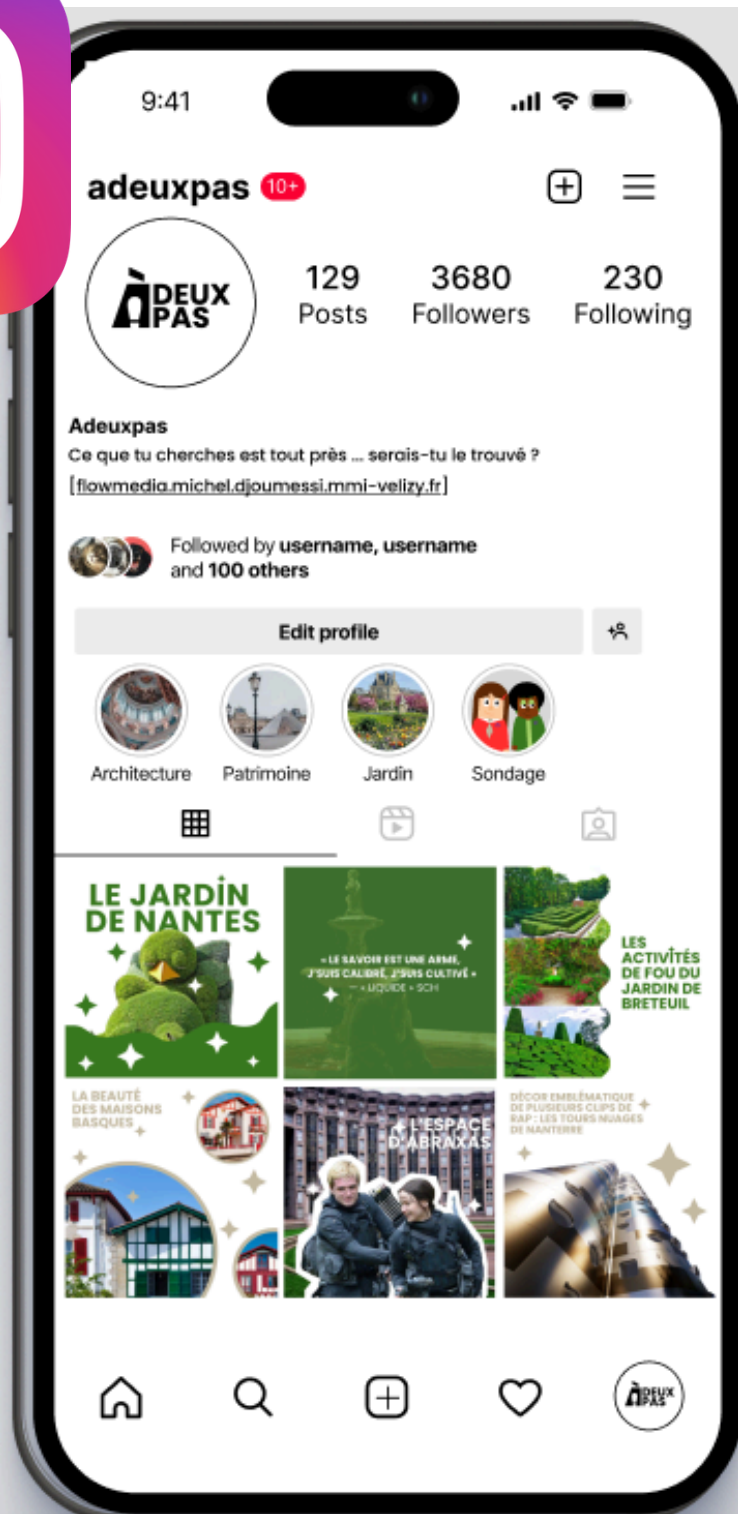 9:41
adeuxpas 10+
À DEUX
PAS
129 3680 230
Posts Followers Following
Adeuxpas
Ce que tu cherches est tout près ... serais-tu le trouvé ?
[flowmedia.michel.djoumessi.mmi-velizy.fr]
Followed by username, username
and 100 others
Edit profile
Architecture Patrimoine Jardin Sondage
LE JARDIN
DE NANTES
« LE SAVOIR EST UNE ARME,
J'SUIS CALIBRÉ, J'SUIS CULTIVÉ »
— « LIQUIDE » SCH
LES
ACTIVITÉS
DE FOU DU
JARDIN DE
BRETEUIL
LA BEAUTÉ
DES MAISONS
BASQUES
L'ESPACE
D'ABRAXAS
DÉCOR EMBLÉMATIQUE
DE PLUSIEURS CLIPS DE
RAP : LES TOURS NUAGES
DE NANTERRE
À DEUX
PAS